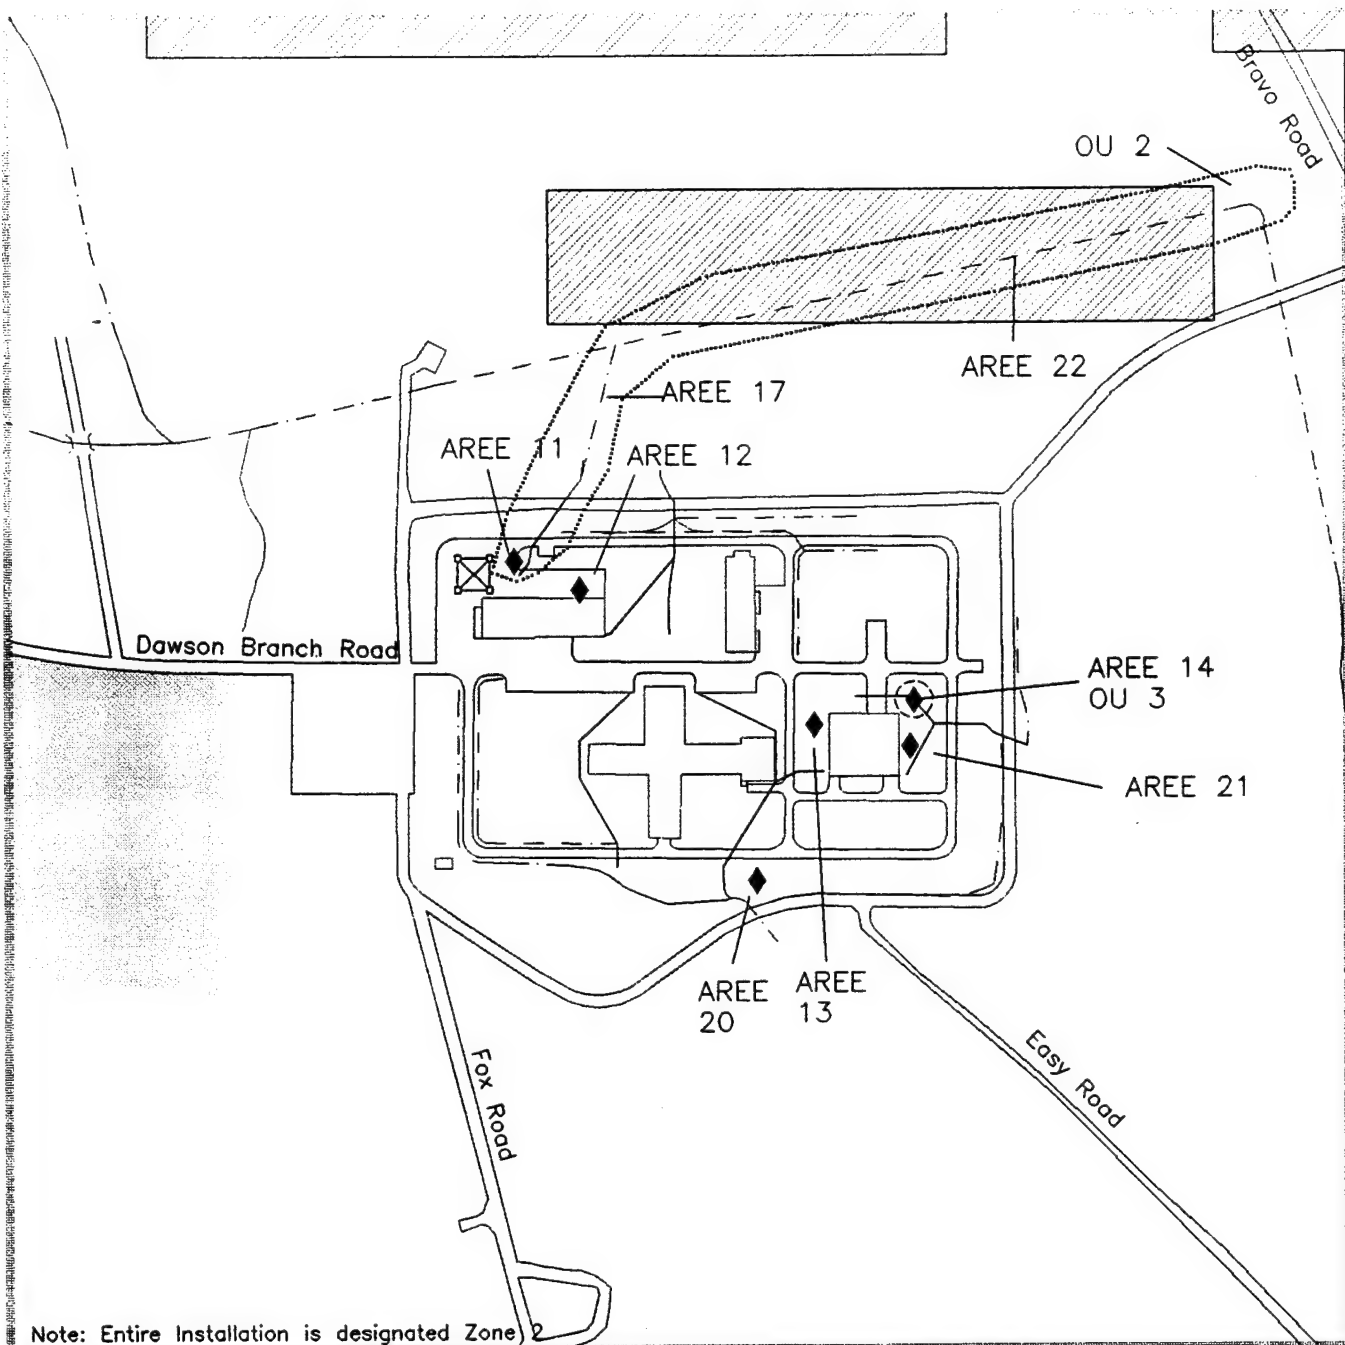 Bravo Road
OU 2
AREE 22
AREE 17
AREE 11
AREE 12
Dawson Branch Road
AREE 14
OU 3
AREE 21
AREE
20
AREE
13
Easy Road
Fox Road
Note: Entire Installation is designated Zone 2